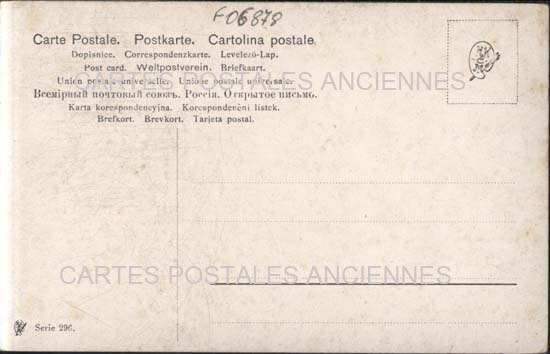 F06878
Carte Postale. Postkarte. Cartolina postale.
Dopisnice. Correspondenzkarte. Levelező-Lap.
Post card. Weltpostverein. Briefkaart.
Union postale universelle. Unione postale universale.
CARTES POSTALES ANCIENNES
Всемірный почтовый союзъ. Россія. Открытое письмо.
Karta korespondencyjna. Korespondenční listek.
Brefkort. Brevkort. Tarjeta postal.
CARTES POSTALES ANCIENNES
Serie 296.